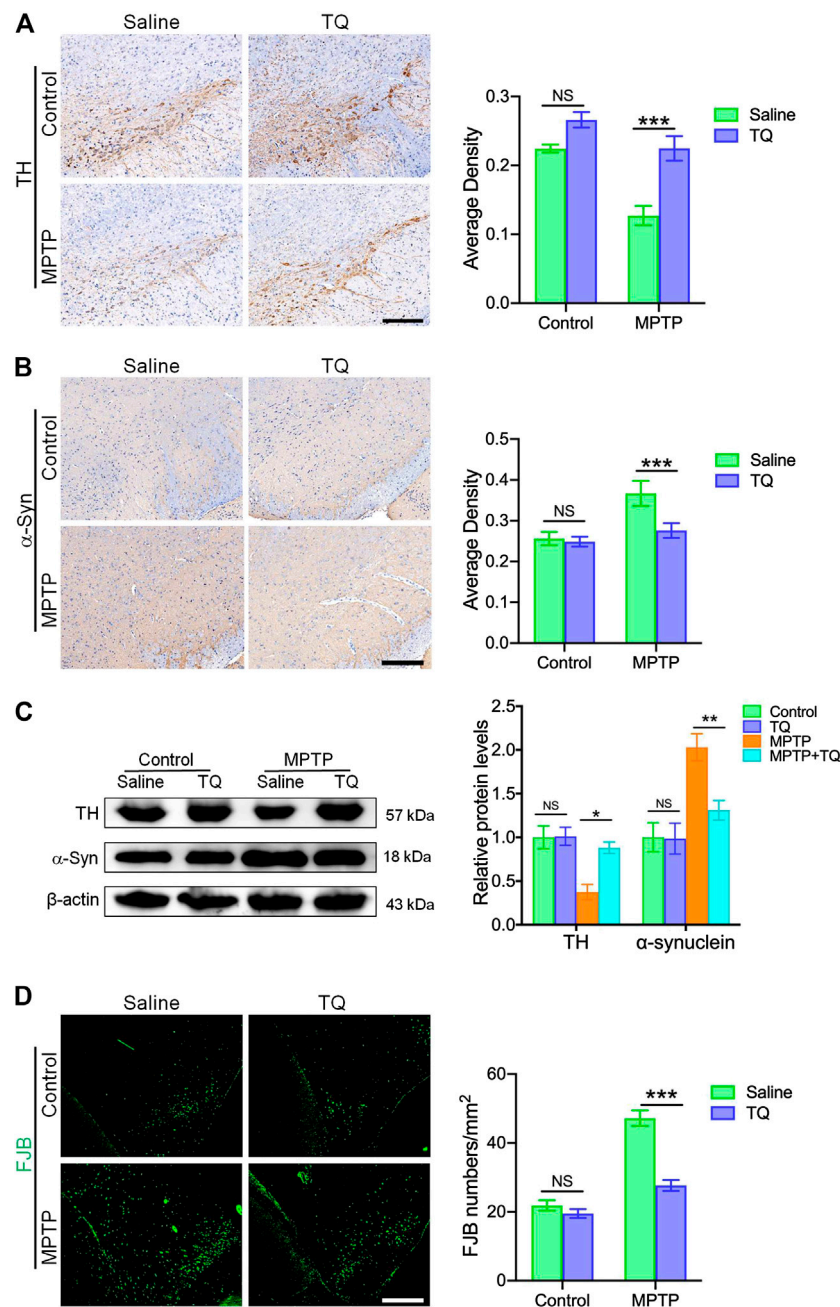 A
Saline
TQ
TH
Control
MPTP
Average Density
0.3
0.2
0.1
0.0
NS
***
Control
MPTP
Saline
TQ
B
Saline
TQ
α-Syn
Control
MPTP
Average Density
0.5
0.4
0.3
0.2
0.1
0.0
NS
***
Control
MPTP
Saline
TQ
C
Control
MPTP
Saline
TQ
Saline
TQ
TH
57 kDa
α-Syn
18 kDa
β-actin
43 kDa
Relative protein levels
2.5
2.0
1.5
1.0
0.5
0.0
NS
*
NS
**
TH
α-synuclein
Control
TQ
MPTP
MPTP+TQ
D
Saline
TQ
FJB
Control
MPTP
FJB numbers/mm²
60
40
20
0
NS
***
Control
MPTP
Saline
TQ